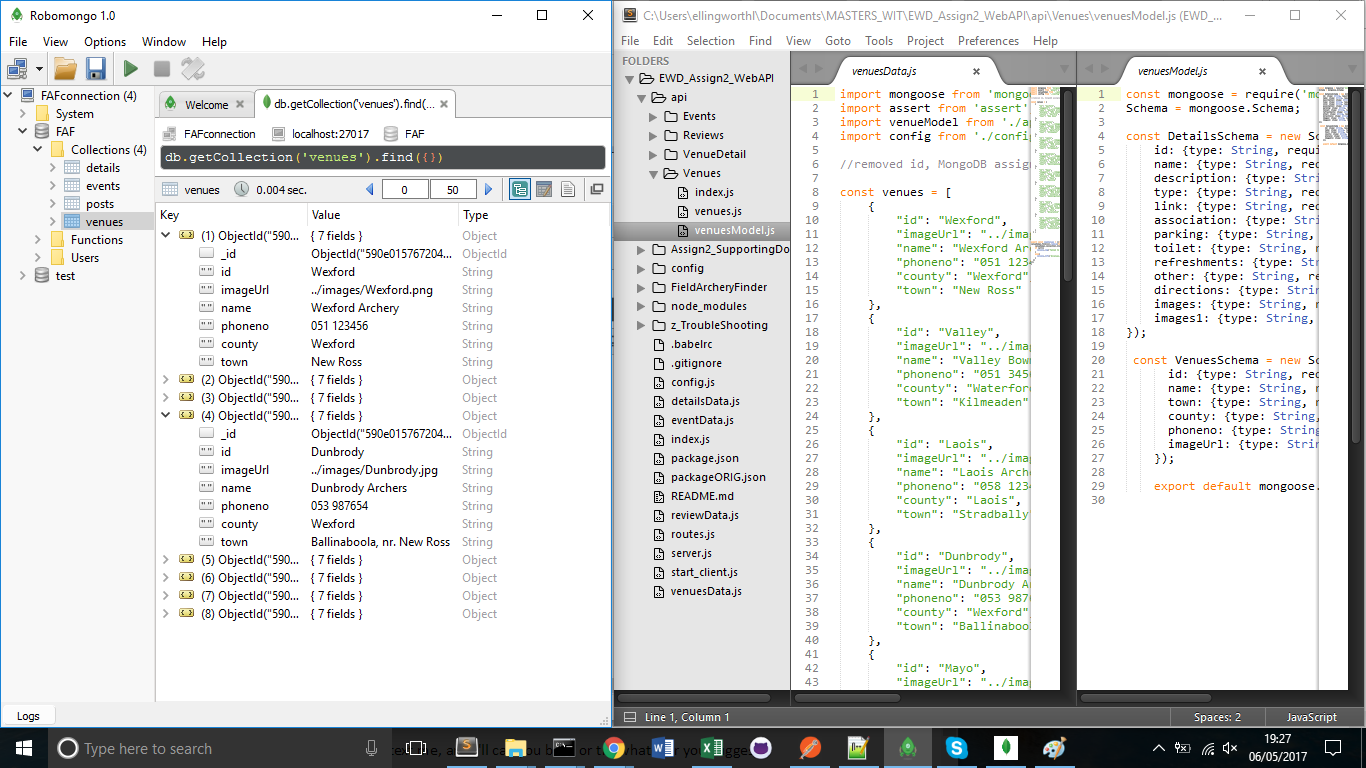 Robomongo 1.0
File View Options Window Help
FAFconnection (4)
System
FAF
Collections (4)
details
events
posts
venues
Functions
Users
test
Welcome
db.getCollection('venues').find(...
FAFconnection localhost:27017 FAF
db.getCollection('venues').find({})
venues 0.004 sec. 0 50
Key Value Type
(1) ObjectId("590... { 7 fields } Object
_id ObjectId("590e015767204... ObjectId
id Wexford String
imageUrl ../images/Wexford.png String
name Wexford Archery String
phoneno 051 123456 String
county Wexford String
town New Ross String
(2) ObjectId("590... { 7 fields } Object
(3) ObjectId("590... { 7 fields } Object
(4) ObjectId("590... { 7 fields } Object
_id ObjectId("590e015767204... ObjectId
id Dunbrody String
imageUrl ../images/Dunbrody.jpg String
name Dunbrody Archers String
phoneno 053 987654 String
county Wexford String
town Ballinaboola, nr. New Ross String
(5) ObjectId("590... { 7 fields } Object
(6) ObjectId("590... { 7 fields } Object
(7) ObjectId("590... { 7 fields } Object
(8) ObjectId("590... { 7 fields } Object
Logs
C:\Users\ellingworthl\Documents\MASTERS_WIT\EWD_Assign2_WebAPI\api\Venues\venuesModel.js (EWD_...
File Edit Selection Find View Goto Tools Project Preferences Help
FOLDERS
EWD_Assign2_WebAPI
api
Events
Reviews
VenueDetail
Venues
index.js
venues.js
venuesModel.js
Assign2_SupportingDo
config
FieldArcheryFinder
node_modules
z_TroubleShooting
.babelrc
.gitignore
config.js
detailsData.js
eventData.js
index.js
package.json
packageORIG.json
README.md
reviewData.js
routes.js
server.js
start_client.js
venuesData.js
venuesData.js
1 import mongoose from 'mongo
2 import assert from 'assert'
3 import venueModel from './a
4 import config from './confi
5
6 //removed id, MongoDB assig
7
8 const venues = [
9 {
10 "id": "Wexford",
11 "imageUrl": "../ima
12 "name": "Wexford Ar
13 "phoneno": "051 123
14 "county": "Wexford"
15 "town": "New Ross"
16 },
17 {
18 "id": "Valley",
19 "imageUrl": "../ima
20 "name": "Valley Bow
21 "phoneno": "051 345
22 "county": "Waterfor
23 "town": "Kilmeaden"
24 },
25 {
26 "id": "Laois",
27 "imageUrl": "../ima
28 "name": "Laois Arch
29 "phoneno": "058 123
30 "county": "Laois",
31 "town": "Stradbally
32 },
33 {
34 "id": "Dunbrody",
35 "imageUrl": "../ima
36 "name": "Dunbrody A
37 "phoneno": "053 987
38 "county": "Wexford"
39 "town": "Ballinaboo
40 },
41 {
42 "id": "Mayo",
43 "imageUrl": "../ima
venuesModel.js
1 const mongoose = require('m
2 Schema = mongoose.Schema;
3
4 const DetailsSchema = new Sc
5 id: {type: String, requi
6 name: {type: String, req
7 description: {type: Stri
8 type: {type: String, req
9 link: {type: String, req
10 association: {type: Stri
11 parking: {type: String,
12 toilet: {type: String, r
13 refreshments: {type: Str
14 other: {type: String, re
15 directions: {type: Strin
16 images: {type: String, r
17 images1: {type: String,
18 });
19
20 const VenuesSchema = new Sc
21 id: {type: String, req
22 name: {type: String, r
23 town: {type: String, r
24 county: {type: String,
25 phoneno: {type: String
26 imageUrl: {type: Strin
27 });
28
29 export default mongoose.
30
Line 1, Column 1 Spaces: 2 JavaScript
Type here to search
19:27
06/05/2017